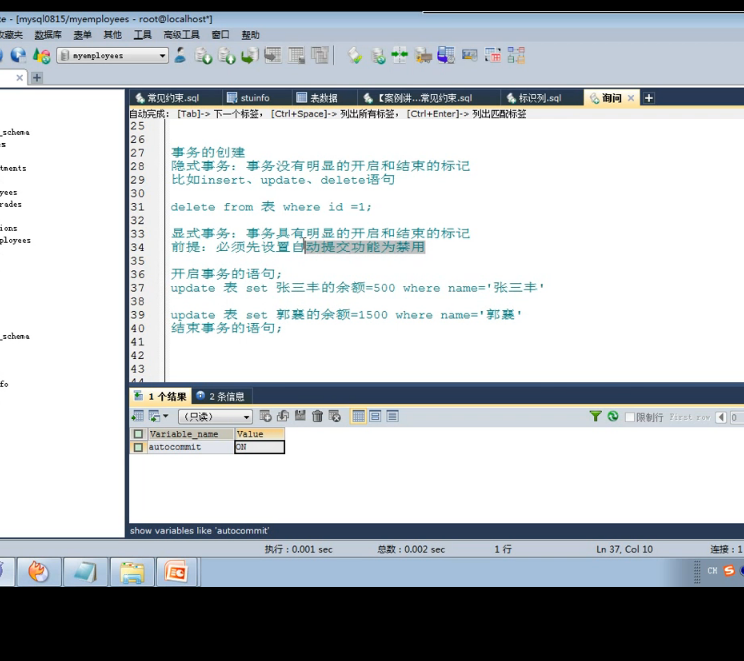 te - [mysql0815/myemployees - root@localhost*]
收藏夹 数据库 表单 其他 工具 高级工具 窗口 帮助
myemployees
常见约束.sql stuinfo 表数据 【案例讲...常见约束.sql 标识列.sql 询问
自动完成： [Tab]-> 下一个标签， [Ctrl+Space]-> 列出所有标签， [Ctrl+Enter]-> 列出匹配标签
_schema
es
tments
yees
rades
ions
ployees
_schema
fo
25
26
27 事务的创建
28 隐式事务：事务没有明显的开启和结束的标记
29 比如insert、update、delete语句
30
31 delete from 表 where id =1;
32
33 显式事务：事务具有明显的开启和结束的标记
34 前提：必须先设置自动提交功能为禁用
35
36 开启事务的语句;
37 update 表 set 张三丰的余额=500 where name='张三丰'
38
39 update 表 set 郭襄的余额=1500 where name='郭襄'
40 结束事务的语句;
41
42
43
44
1 个结果 2 条信息
（只读） 限制行 First row 0
Variable_name Value
autocommit ON
show variables like 'autocommit'
执行：0.001 sec 总数：0.002 sec 1 行 Ln 37, Col 10 连接：1
CH